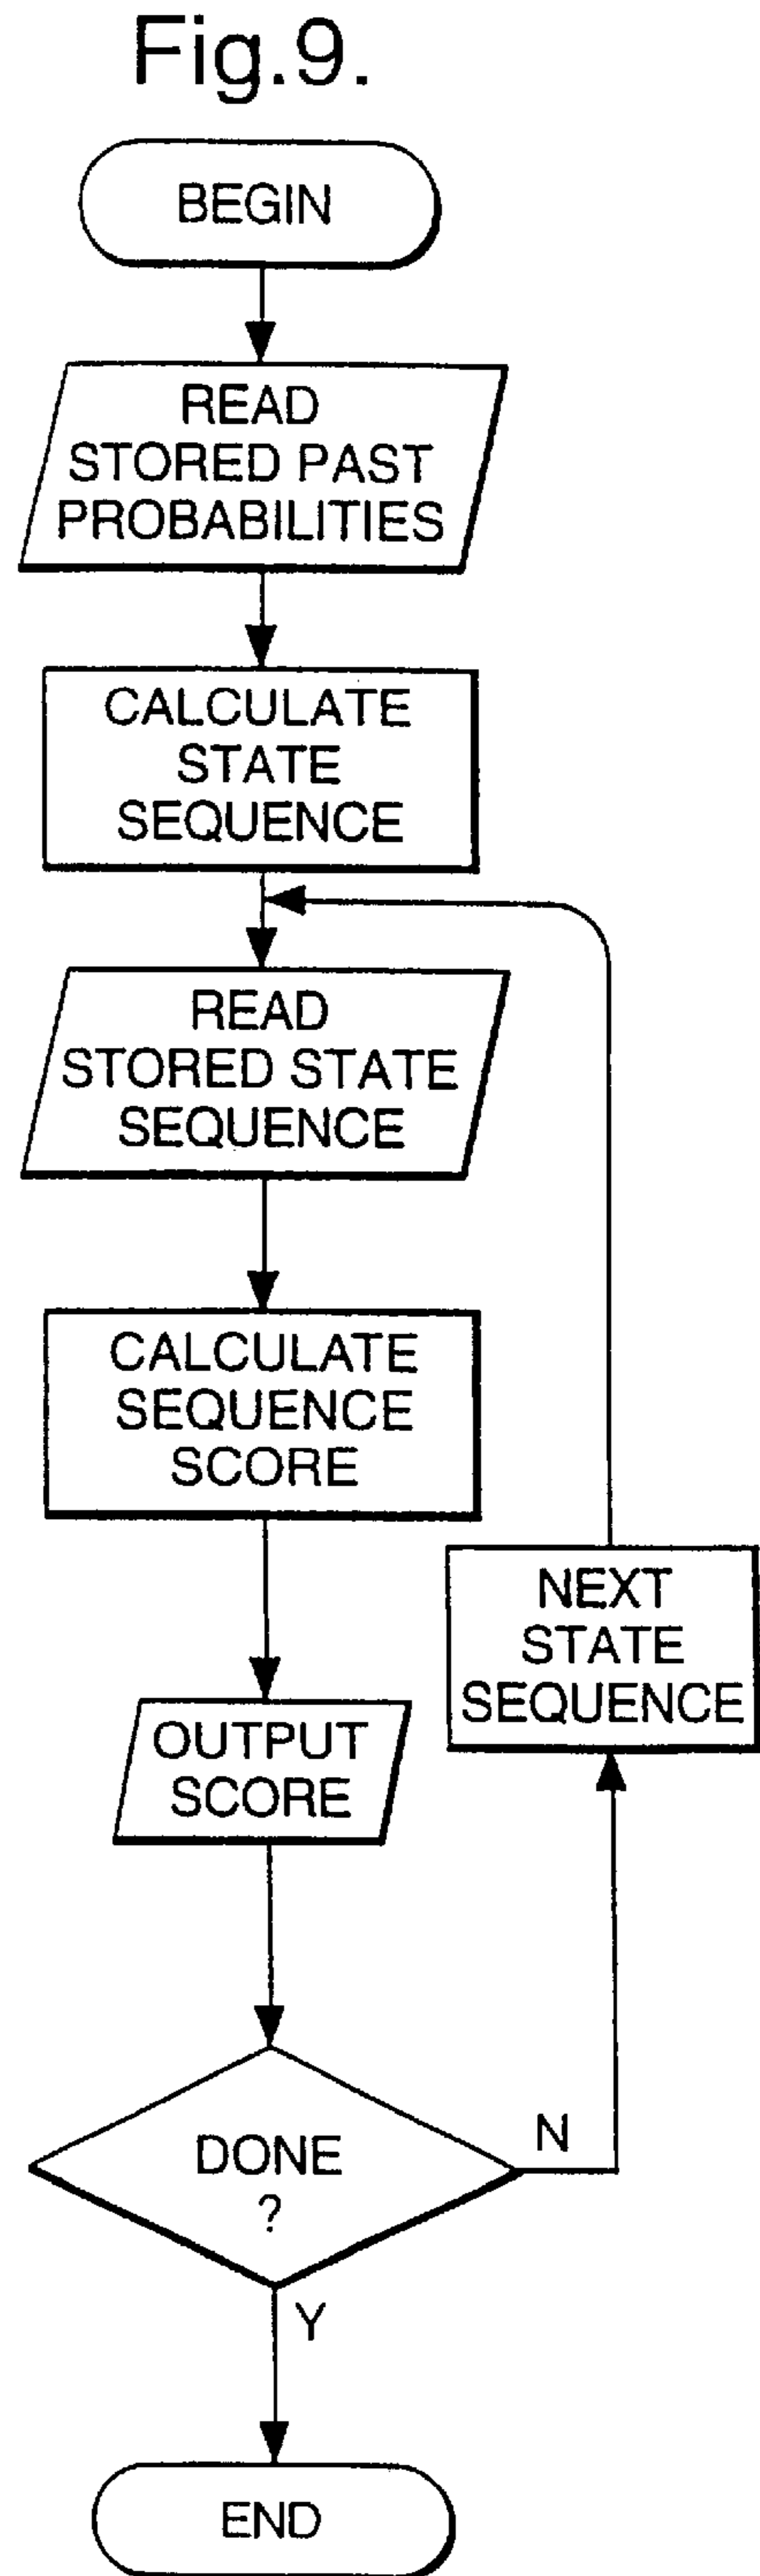 Fig.9.
BEGIN
READ
STORED PAST
PROBABILITIES
CALCULATE
STATE
SEQUENCE
READ
STORED STATE
SEQUENCE
CALCULATE
SEQUENCE
SCORE
NEXT
STATE
SEQUENCE
OUTPUT
SCORE
DONE
?
N
Y
END